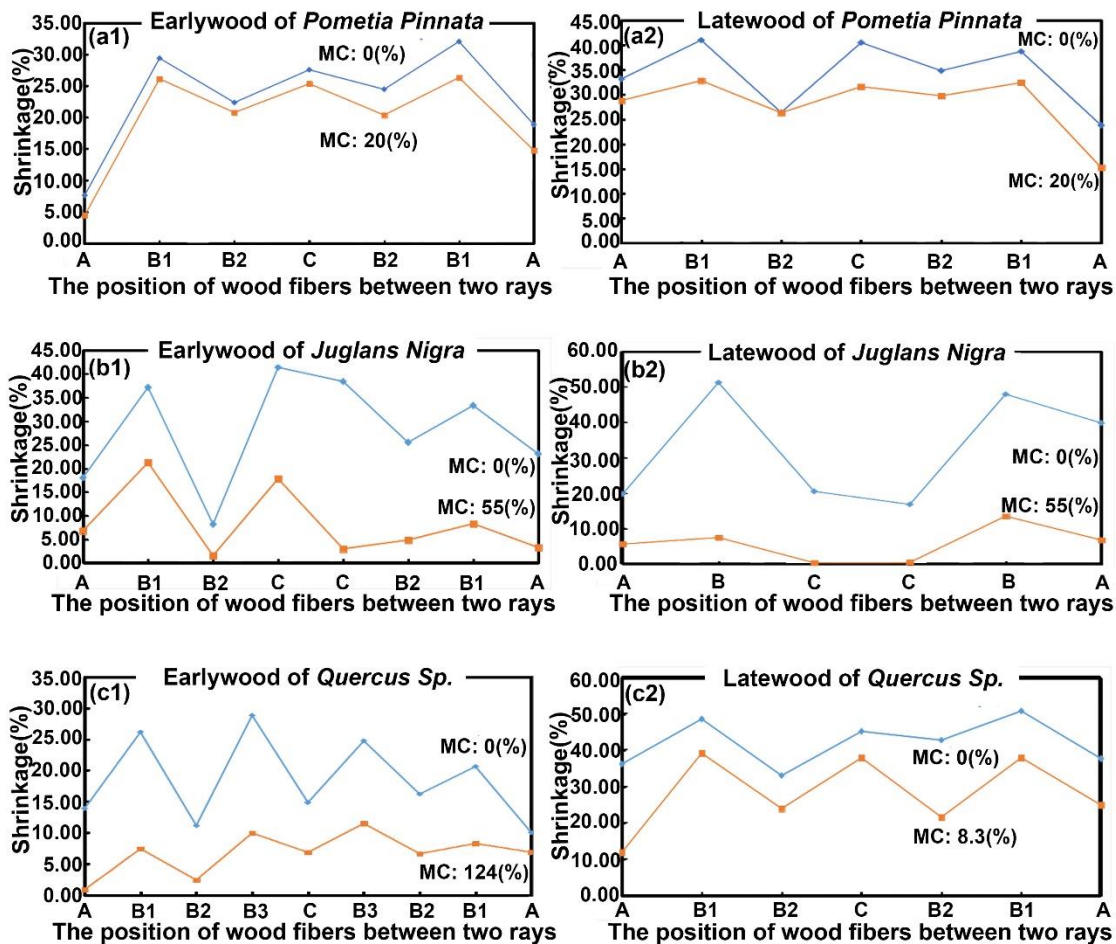 (a1)
Earlywood of Pometia Pinnata
Shrinkage(%)
35.00
30.00
25.00
20.00
15.00
10.00
5.00
0.00
MC: 0(%)
MC: 20(%)
A B1 B2 C B2 B1 A
The position of wood fibers between two rays
(a2)
Latewood of Pometia Pinnata
Shrinkage(%)
45.00
40.00
35.00
30.00
25.00
20.00
15.00
10.00
5.00
0.00
MC: 0(%)
MC: 20(%)
A B1 B2 C B2 B1 A
The position of wood fibers between two rays
(b1)
Earlywood of Juglans Nigra
Shrinkage(%)
45.00
40.00
35.00
30.00
25.00
20.00
15.00
10.00
5.00
0.00
MC: 0(%)
MC: 55(%)
A B1 B2 C C B2 B1 A
The position of wood fibers between two rays
(b2)
Latewood of Juglans Nigra
Shrinkage(%)
60.00
50.00
40.00
30.00
20.00
10.00
0.00
MC: 0(%)
MC: 55(%)
A B C C B A
The position of wood fibers between two rays
(c1)
Earlywood of Quercus Sp.
Shrinkage(%)
35.00
30.00
25.00
20.00
15.00
10.00
5.00
0.00
MC: 0(%)
MC: 124(%)
A B1 B2 B3 C B3 B2 B1 A
The position of wood fibers between two rays
(c2)
Latewood of Quercus Sp.
Shrinkage(%)
60.00
50.00
40.00
30.00
20.00
10.00
0.00
MC: 0(%)
MC: 8.3(%)
A B1 B2 C B2 B1 A
The position of wood fibers between two rays